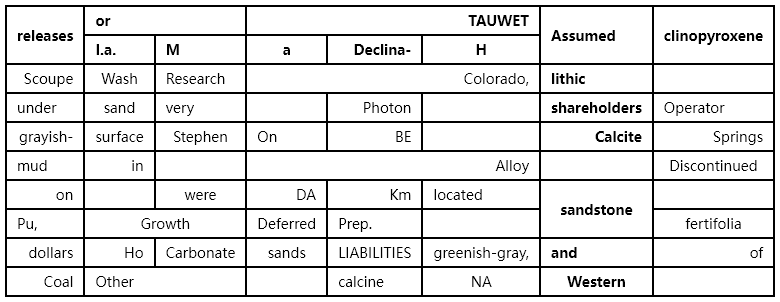 releases or TAUWET Assumed clinopyroxene
l.a. M a Declina- H
Scoupe Wash Research Colorado, lithic
under sand very Photon shareholders Operator
grayish- surface Stephen On BE Calcite Springs
mud in Alloy Discontinued
on were DA Km located sandstone
Pu, Growth Deferred Prep. fertifolia
dollars Ho Carbonate sands LIABILITIES greenish-gray, and of
Coal Other calcine NA Western